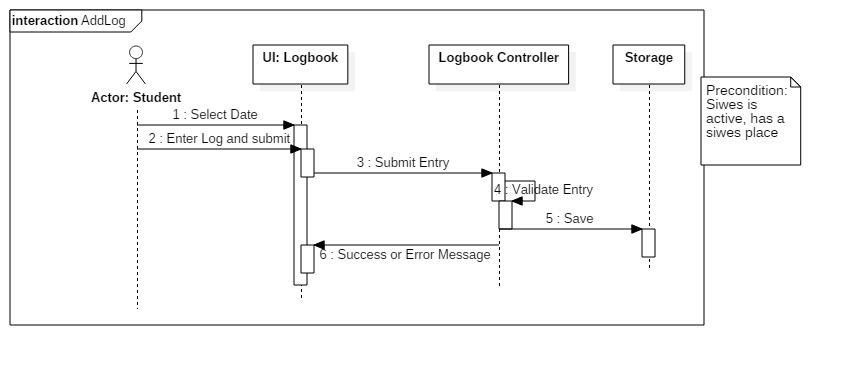 interaction AddLog
UI: Logbook
Logbook Controller
Storage
Actor: Student
Precondition:
Siwes is
active, has a
siwes place
1 : Select Date
2 : Enter Log and submit
3 : Submit Entry
4 : Validate Entry
5 : Save
6 : Success or Error Message